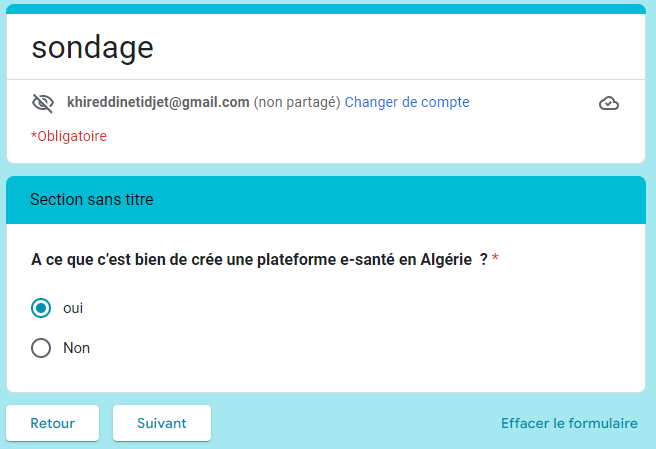 sondage
khireddinetidjet@gmail.com (non partagé) Changer de compte
*Obligatoire
Section sans titre
A ce que c’est bien de crée une plateforme e-santé en Algérie ? *
oui
Non
Retour Suivant Effacer le formulaire